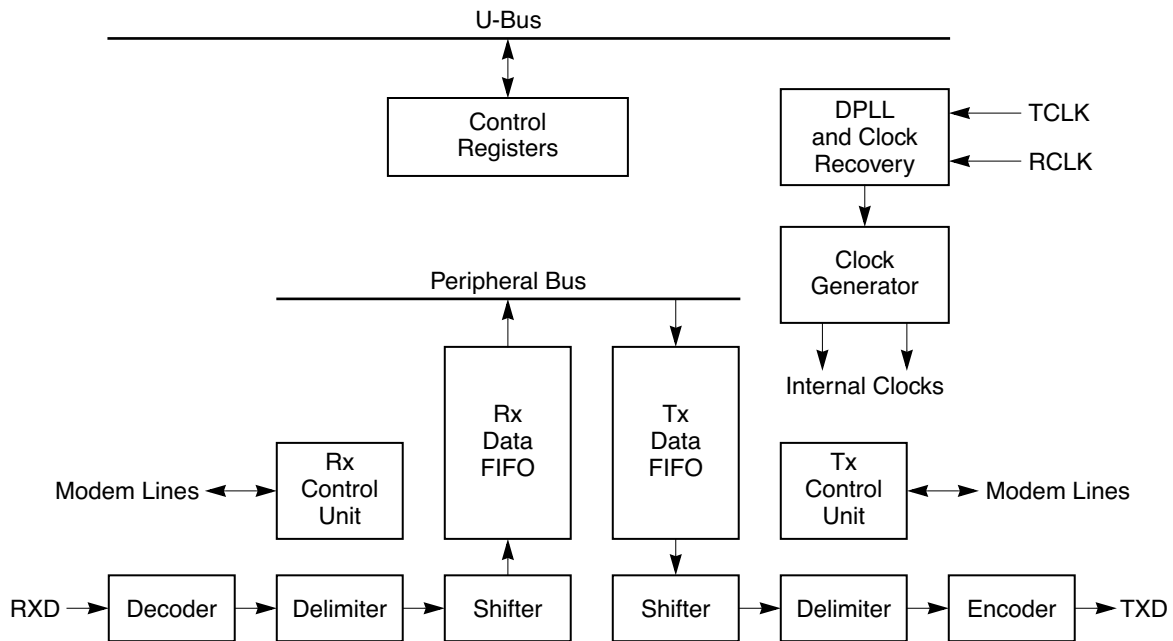 U-Bus
Control
Registers
DPLL
and Clock
Recovery
TCLK
RCLK
Clock
Generator
Internal Clocks
Peripheral Bus
Rx
Data
FIFO
Tx
Data
FIFO
Modem Lines
Rx
Control
Unit
Tx
Control
Unit
Modem Lines
RXD
Decoder
Delimiter
Shifter
Shifter
Delimiter
Encoder
TXD